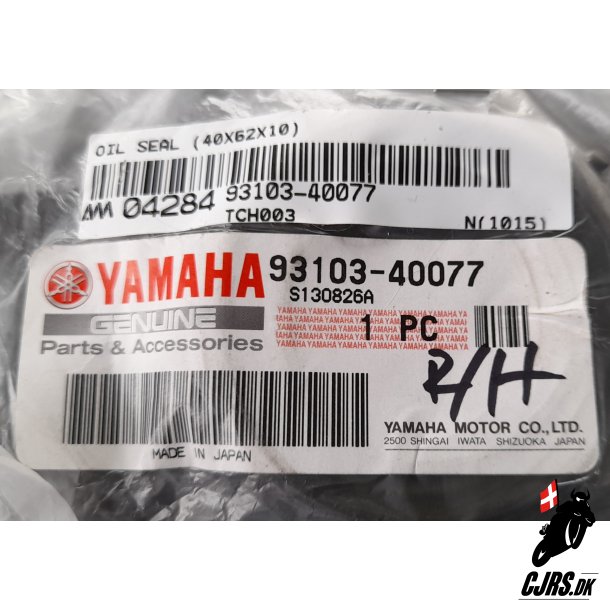 OIL SEAL (40X62X10)
04284 93103-40077
TCH003 N(1015)
YAMAHA 93103-40077
S130826A
GENUINE
Parts & Accessories
1 PC
R/H
YAMAHA MOTOR CO., LTD.
2500 SHINGAI IWATA SHIZUOKA JAPAN
MADE IN JAPAN
CJRS.DK